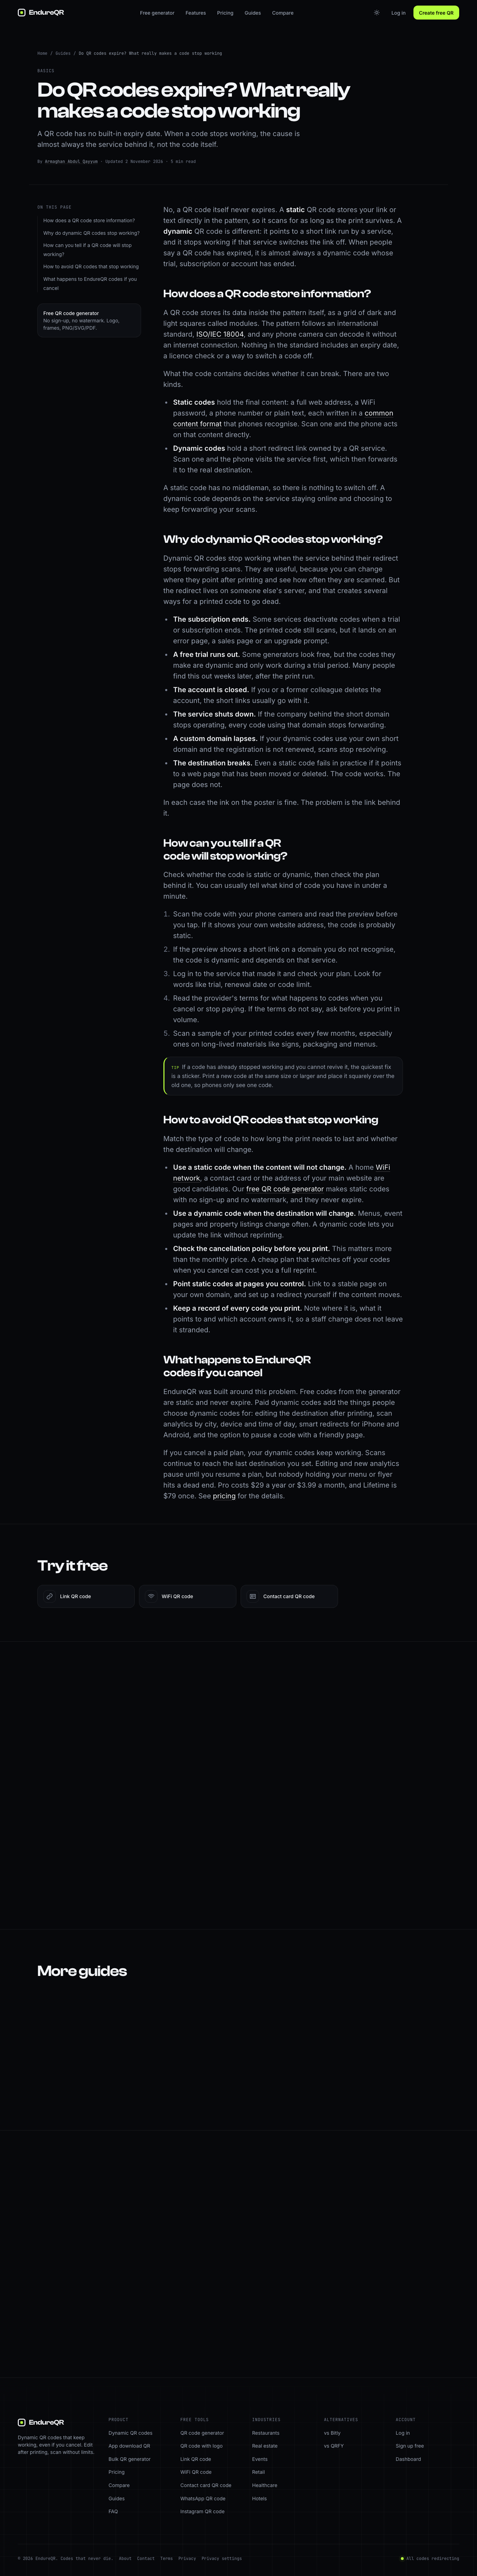 EndureQR
Free generator Features Pricing Guides Compare
Log in
Create free QR
Home / Guides / Do QR codes expire? What really makes a code stop working
BASICS
Do QR codes expire? What really
makes a code stop working
A QR code has no built-in expiry date. When a code stops working, the cause is
almost always the service behind it, not the code itself.
By Armaghan Abdul Qayyum · Updated 2 November 2026 · 5 min read
ON THIS PAGE
How does a QR code store information?
Why do dynamic QR codes stop working?
How can you tell if a QR code will stop
working?
How to avoid QR codes that stop working
What happens to EndureQR codes if you
cancel
Free QR code generator
No sign-up, no watermark. Logo,
frames, PNG/SVG/PDF.
No, a QR code itself never expires. A static QR code stores your link or
text directly in the pattern, so it scans for as long as the print survives. A
dynamic QR code is different: it points to a short link run by a service,
and it stops working if that service switches the link off. When people
say a QR code has expired, it is almost always a dynamic code whose
trial, subscription or account has ended.
How does a QR code store information?
A QR code stores its data inside the pattern itself, as a grid of dark and
light squares called modules. The pattern follows an international
standard, ISO/IEC 18004, and any phone camera can decode it without
an internet connection. Nothing in the standard includes an expiry date,
a licence check or a way to switch a code off.
What the code contains decides whether it can break. There are two
kinds.
• Static codes hold the final content: a full web address, a WiFi
password, a phone number or plain text, each written in a common
content format that phones recognise. Scan one and the phone acts
on that content directly.
• Dynamic codes hold a short redirect link owned by a QR service.
Scan one and the phone visits the service first, which then forwards
it to the real destination.
A static code has no middleman, so there is nothing to switch off. A
dynamic code depends on the service staying online and choosing to
keep forwarding your scans.
Why do dynamic QR codes stop working?
Dynamic QR codes stop working when the service behind their redirect
stops forwarding scans. They are useful, because you can change
where they point after printing and see how often they are scanned. But
the redirect lives on someone else's server, and that creates several
ways for a printed code to go dead.
• The subscription ends. Some services deactivate codes when a trial
or subscription ends. The printed code still scans, but it lands on an
error page, a sales page or an upgrade prompt.
• A free trial runs out. Some generators look free, but the codes they
make are dynamic and only work during a trial period. Many people
find this out weeks later, after the print run.
• The account is closed. If you or a former colleague deletes the
account, the short links usually go with it.
• The service shuts down. If the company behind the short domain
stops operating, every code using that domain stops forwarding.
• A custom domain lapses. If your dynamic codes use your own short
domain and the registration is not renewed, scans stop resolving.
• The destination breaks. Even a static code fails in practice if it points
to a web page that has been moved or deleted. The code works. The
page does not.
In each case the ink on the poster is fine. The problem is the link behind
it.
How can you tell if a QR
code will stop working?
Check whether the code is static or dynamic, then check the plan
behind it. You can usually tell what kind of code you have in under a
minute.
1. Scan the code with your phone camera and read the preview before
you tap. If it shows your own website address, the code is probably
static.
2. If the preview shows a short link on a domain you do not recognise,
the code is dynamic and depends on that service.
3. Log in to the service that made it and check your plan. Look for
words like trial, renewal date or code limit.
4. Read the provider's terms for what happens to codes when you
cancel or stop paying. If the terms do not say, ask before you print in
volume.
5. Scan a sample of your printed codes every few months, especially
ones on long-lived materials like signs, packaging and menus.
TIP If a code has already stopped working and you cannot revive it, the quickest fix
is a sticker. Print a new code at the same size or larger and place it squarely over the
old one, so phones only see one code.
How to avoid QR codes that stop working
Match the type of code to how long the print needs to last and whether
the destination will change.
• Use a static code when the content will not change. A home WiFi
network, a contact card or the address of your main website are
good candidates. Our free QR code generator makes static codes
with no sign-up and no watermark, and they never expire.
• Use a dynamic code when the destination will change. Menus, event
pages and property listings change often. A dynamic code lets you
update the link without reprinting.
• Check the cancellation policy before you print. This matters more
than the monthly price. A cheap plan that switches off your codes
when you cancel can cost you a full reprint.
• Point static codes at pages you control. Link to a stable page on
your own domain, and set up a redirect yourself if the content moves.
• Keep a record of every code you print. Note where it is, what it
points to and which account owns it, so a staff change does not leave
it stranded.
What happens to EndureQR
codes if you cancel
EndureQR was built around this problem. Free codes from the generator
are static and never expire. Paid dynamic codes add the things people
choose dynamic codes for: editing the destination after printing, scan
analytics by city, device and time of day, smart redirects for iPhone and
Android, and the option to pause a code with a friendly page.
If you cancel a paid plan, your dynamic codes keep working. Scans
continue to reach the last destination you set. Editing and new analytics
pause until you resume a plan, but nobody holding your menu or flyer
hits a dead end. Pro costs $29 a year or $3.99 a month, and Lifetime is
$79 once. See pricing for the details.
Try it free
Link QR code
WiFi QR code
Contact card QR code
More guides
EndureQR
Dynamic QR codes that keep
working, even if you cancel. Edit
after printing, scan without limits.
PRODUCT
Dynamic QR codes
App download QR
Bulk QR generator
Pricing
Compare
Guides
FAQ
FREE TOOLS
QR code generator
QR code with logo
Link QR code
WiFi QR code
Contact card QR code
WhatsApp QR code
Instagram QR code
INDUSTRIES
Restaurants
Real estate
Events
Retail
Healthcare
Hotels
ALTERNATIVES
vs Bitly
vs QRFY
ACCOUNT
Log in
Sign up free
Dashboard
© 2026 EndureQR. Codes that never die. About Contact Terms Privacy Privacy settings
All codes redirecting